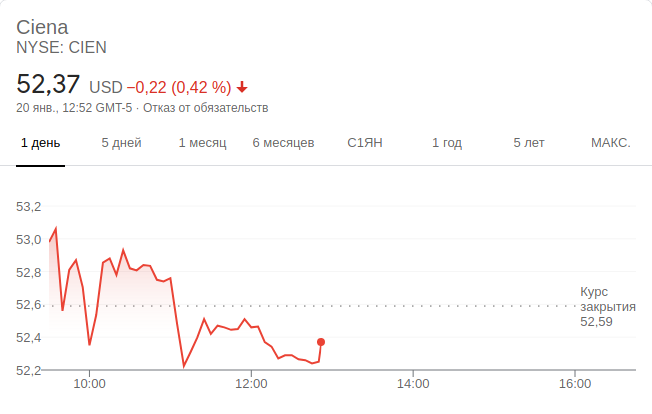 Ciena
NYSE: CIEN
52,37 USD −0,22 (0,42 %)
20 янв., 12:52 GMT-5 · Отказ от обязательств
1 день 5 дней 1 месяц 6 месяцев С1ЯН 1 год 5 лет МАКС.
53,2
53,0
52,8
52,6
52,4
52,2
Курс
закрытия
52,59
10:00 12:00 14:00 16:00